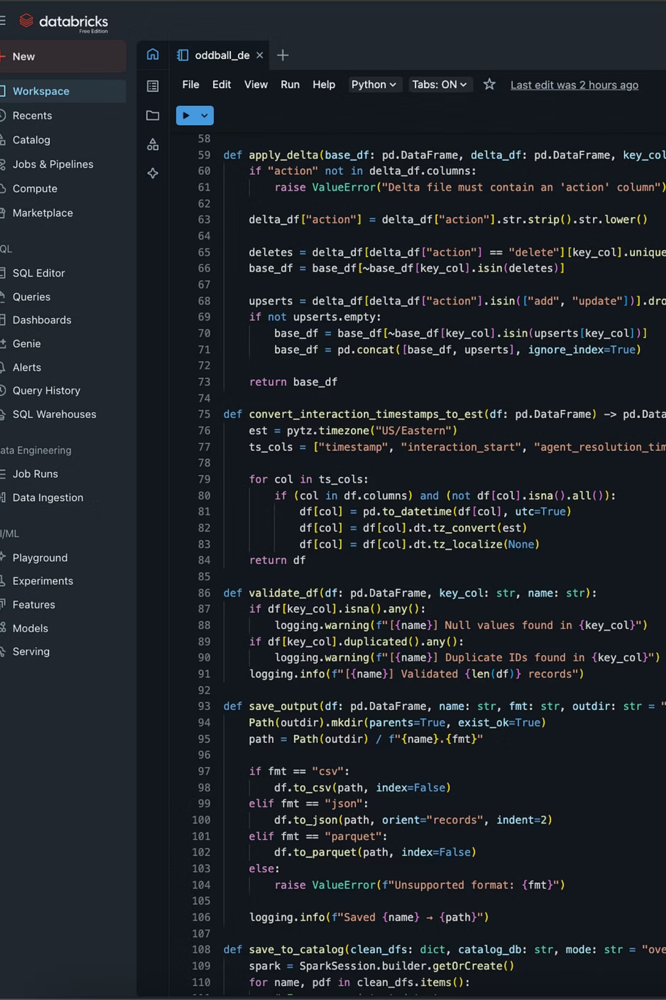 databricks
Free Edition
New
Workspace
Recents
Catalog
Jobs & Pipelines
Compute
Marketplace
QL
SQL Editor
Queries
Dashboards
Genie
Alerts
Query History
SQL Warehouses
ata Engineering
Job Runs
Data Ingestion
I/ML
Playground
Experiments
Features
Models
Serving
oddball_de
File Edit View Run Help Python Tabs: ON Last edit was 2 hours ago
58
59 def apply_delta(base_df: pd.DataFrame, delta_df: pd.DataFrame, key_col
60 if "action" not in delta_df.columns:
61 raise ValueError("Delta file must contain an 'action' column")
62
63 delta_df["action"] = delta_df["action"].str.strip().str.lower()
64
65 deletes = delta_df[delta_df["action"] == "delete"][key_col].unique
66 base_df = base_df[~base_df[key_col].isin(deletes)]
67
68 upserts = delta_df[delta_df["action"].isin(["add", "update"])].dro
69 if not upserts.empty:
70 base_df = base_df[~base_df[key_col].isin(upserts[key_col])]
71 base_df = pd.concat([base_df, upserts], ignore_index=True)
72
73 return base_df
74
75 def convert_interaction_timestamps_to_est(df: pd.DataFrame) -> pd.Data
76 est = pytz.timezone("US/Eastern")
77 ts_cols = ["timestamp", "interaction_start", "agent_resolution_tim
78
79 for col in ts_cols:
80 if (col in df.columns) and (not df[col].isna().all()):
81 df[col] = pd.to_datetime(df[col], utc=True)
82 df[col] = df[col].dt.tz_convert(est)
83 df[col] = df[col].dt.tz_localize(None)
84 return df
85
86 def validate_df(df: pd.DataFrame, key_col: str, name: str):
87 if df[key_col].isna().any():
88 logging.warning(f"[{name}] Null values found in {key_col}")
89 if df[key_col].duplicated().any():
90 logging.warning(f"[{name}] Duplicate IDs found in {key_col}")
91 logging.info(f"[{name}] Validated {len(df)} records")
92
93 def save_output(df: pd.DataFrame, name: str, fmt: str, outdir: str = "
94 Path(outdir).mkdir(parents=True, exist_ok=True)
95 path = Path(outdir) / f"{name}.{fmt}"
96
97 if fmt == "csv":
98 df.to_csv(path, index=False)
99 elif fmt == "json":
100 df.to_json(path, orient="records", indent=2)
101 elif fmt == "parquet":
102 df.to_parquet(path, index=False)
103 else:
104 raise ValueError(f"Unsupported format: {fmt}")
105
106 logging.info(f"Saved {name} → {path}")
107
108 def save_to_catalog(clean_dfs: dict, catalog_db: str, mode: str = "ove
109 spark = SparkSession.builder.getOrCreate()
110 for name, pdf in clean_dfs.items():